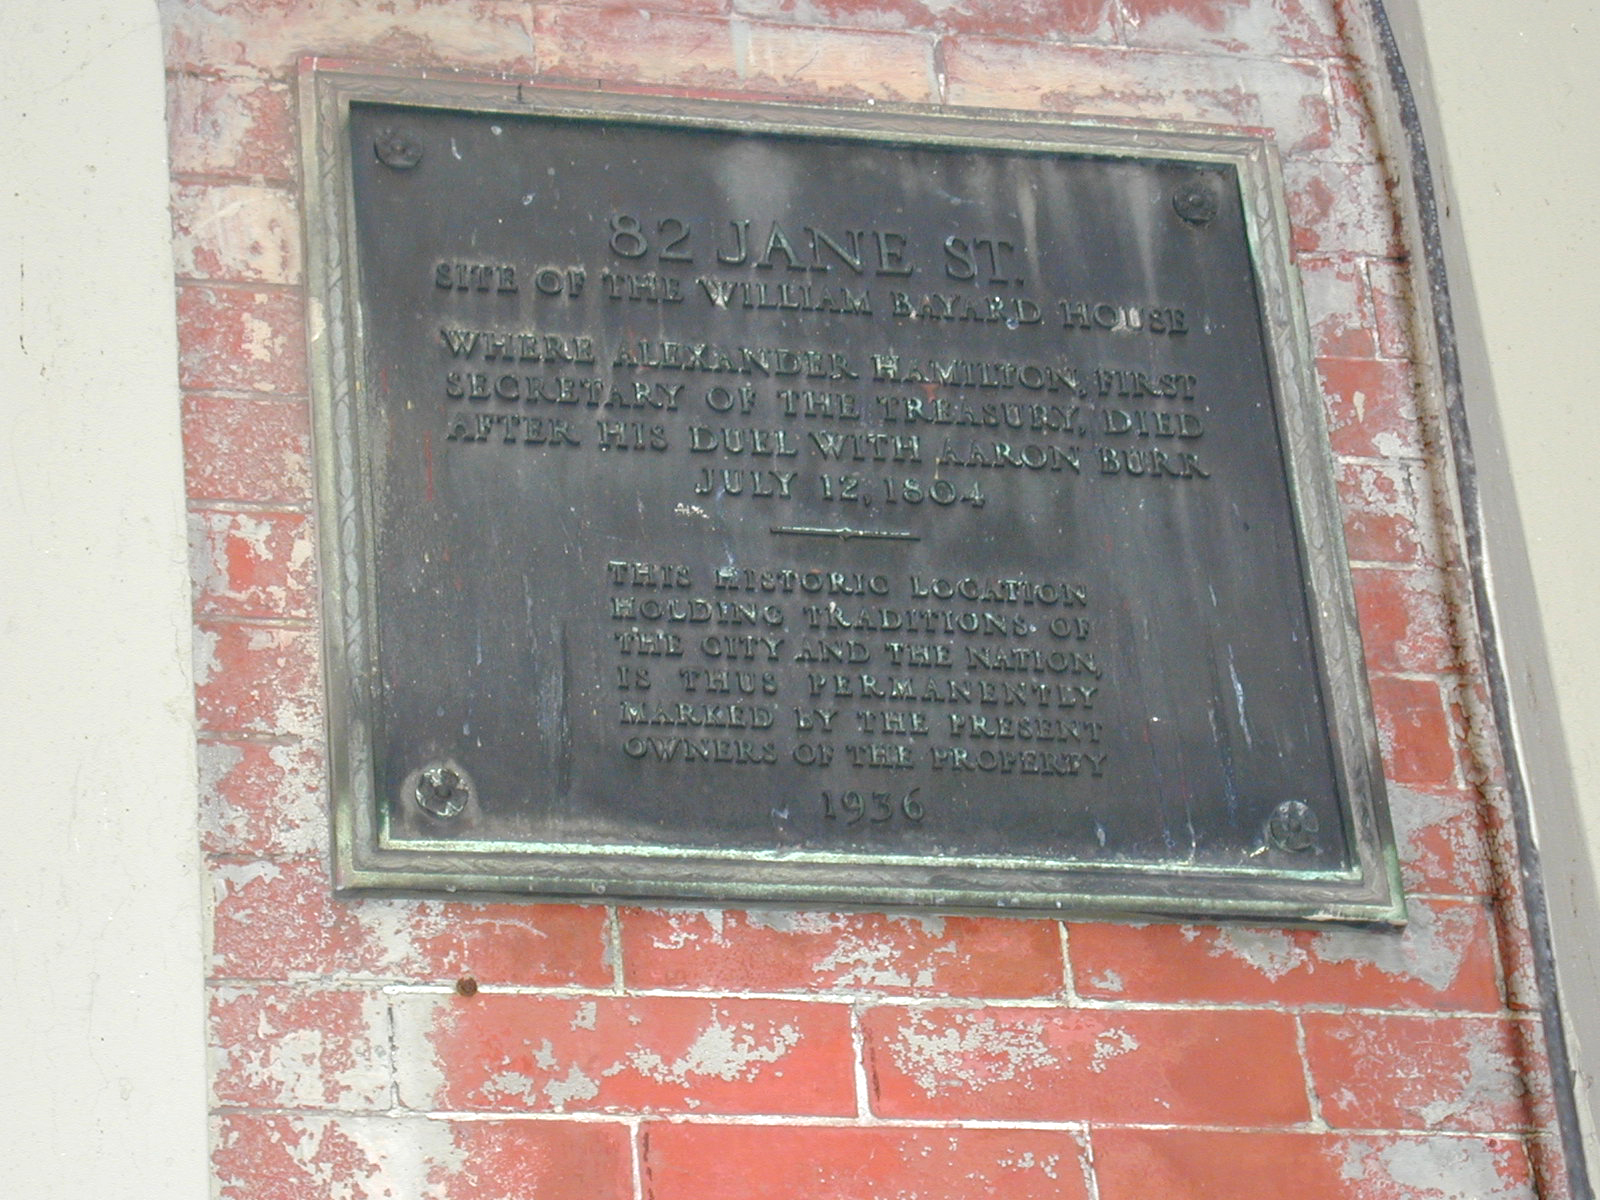 82 JANE ST.
SITE OF THE WILLIAM BAYARD HOUSE
WHERE ALEXANDER HAMILTON, FIRST
SECRETARY OF THE TREASURY, DIED
AFTER HIS DUEL WITH AARON BURR
JULY 12, 1804
THIS HISTORIC LOCATION
HOLDING TRADITIONS OF
THE CITY AND THE NATION,
IS THUS PERMANENTLY
MARKED BY THE PRESENT
OWNERS OF THE PROPERTY
1936